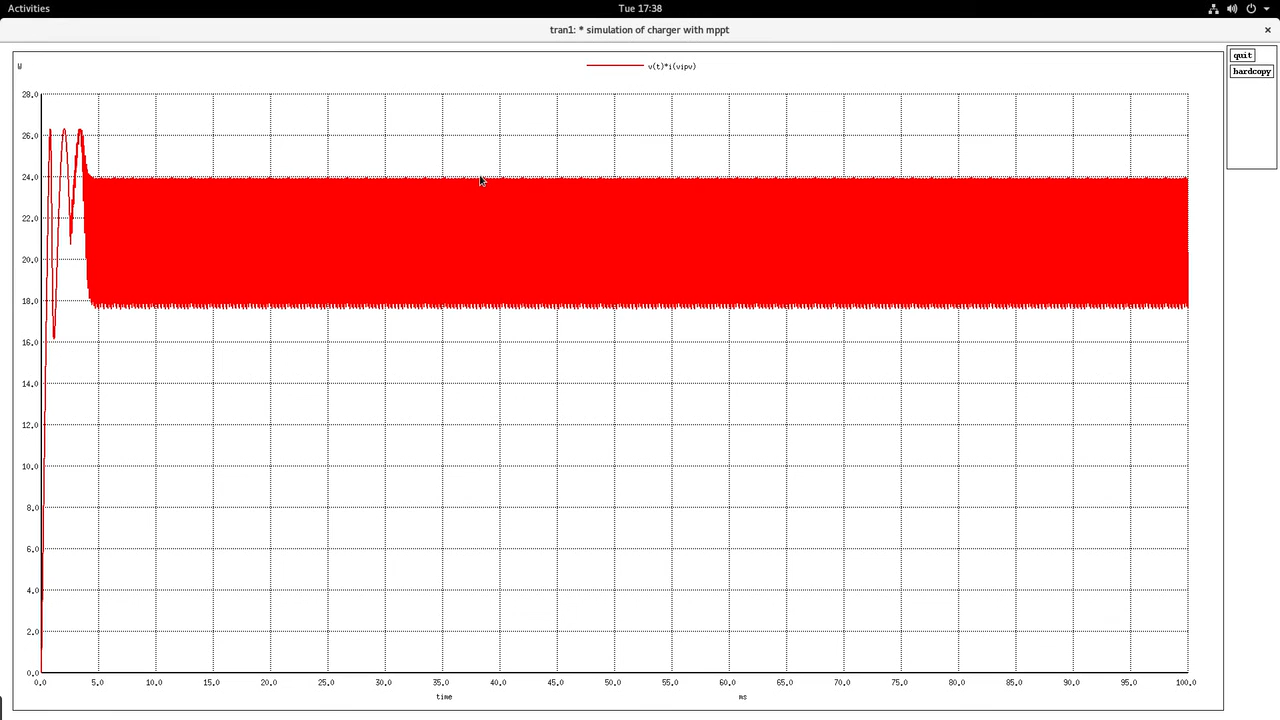 Activities
Tue 17:38
tran1: * simulation of charger with mppt
×
quit
hardcopy
W
v(t)*i(vipv)
28.0
26.0
24.0
22.0
20.0
18.0
16.0
14.0
12.0
10.0
8.0
6.0
4.0
2.0
0.0
0.0 5.0 10.0 15.0 20.0 25.0 30.0 35.0 40.0 45.0 50.0 55.0 60.0 65.0 70.0 75.0 80.0 85.0 90.0 95.0 100.0
time ms